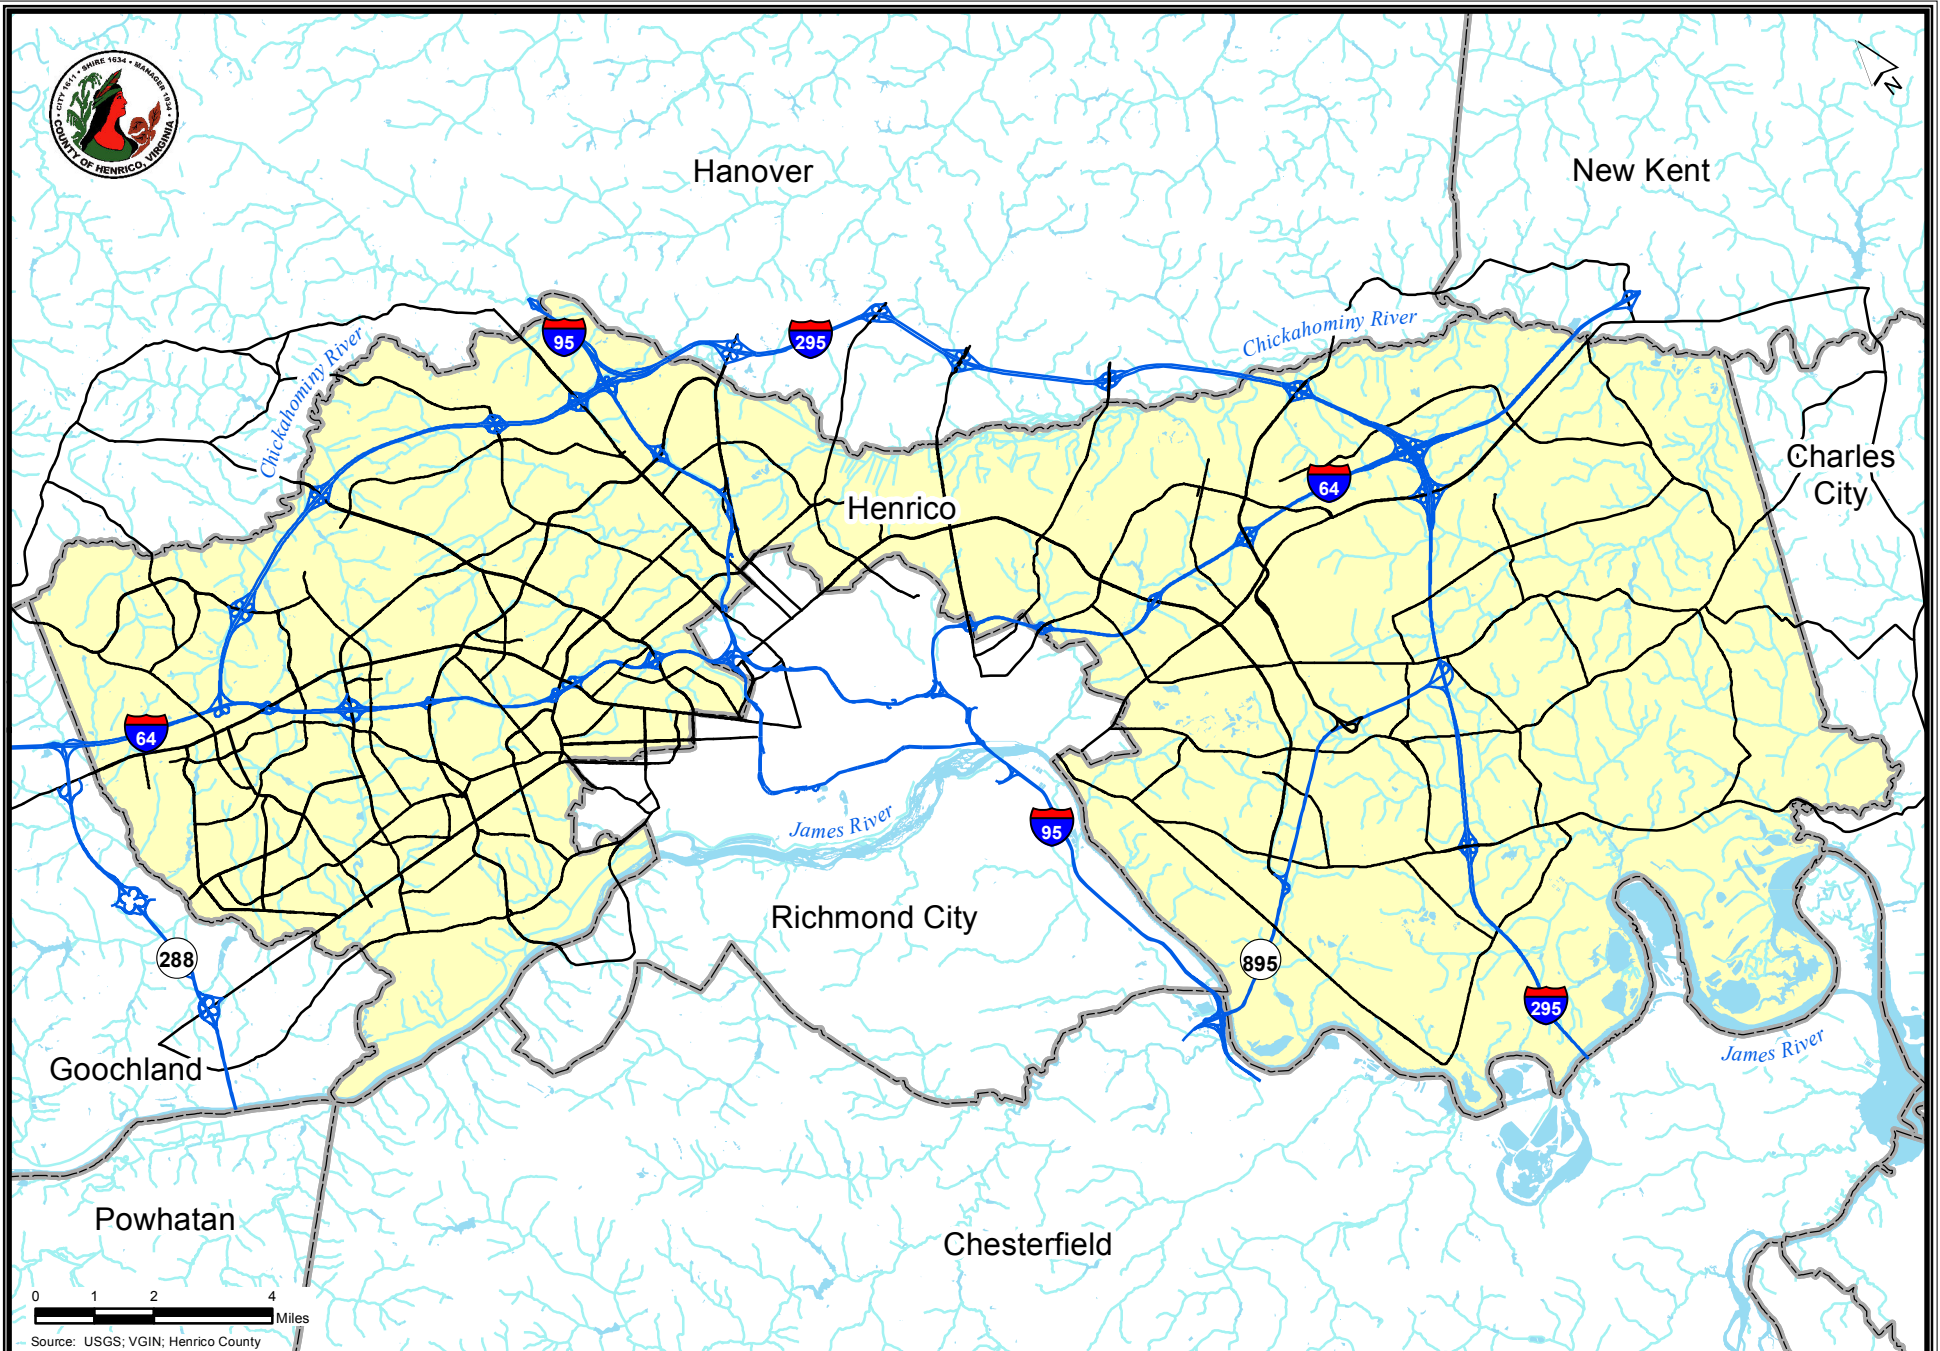 CITY 1611 • SHIRE 1634 • MANAGER 1934
COUNTY OF HENRICO, VIRGINIA
N
Hanover
New Kent
95
295
Chickahominy River
Chickahominy River
Charles
City
64
Henrico
64
James River
95
Richmond City
288
895
295
James River
Goochland
Powhatan
Chesterfield
0 1 2 4
Miles
Source: USGS; VGIN; Henrico County